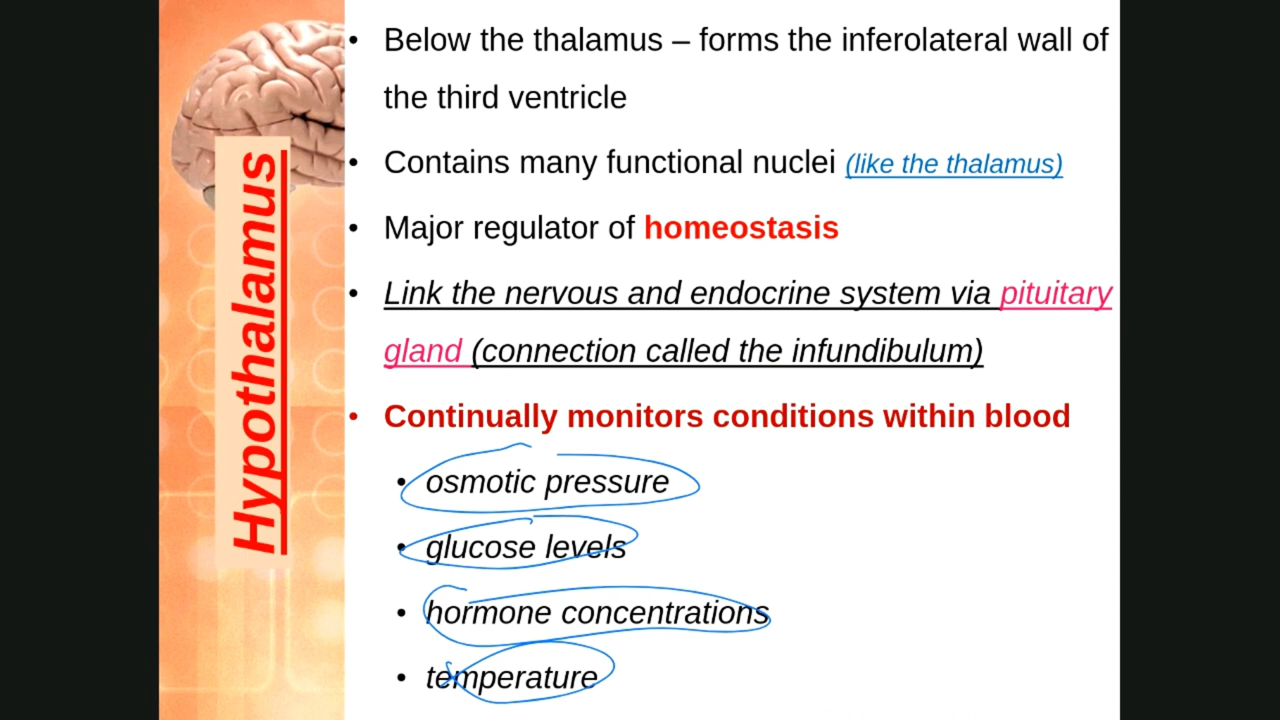 Hypothalamus
• Below the thalamus – forms the inferolateral wall of
the third ventricle
• Contains many functional nuclei (like the thalamus)
• Major regulator of homeostasis
• Link the nervous and endocrine system via pituitary
gland (connection called the infundibulum)
• Continually monitors conditions within blood
• osmotic pressure
• glucose levels
• hormone concentrations
• temperature